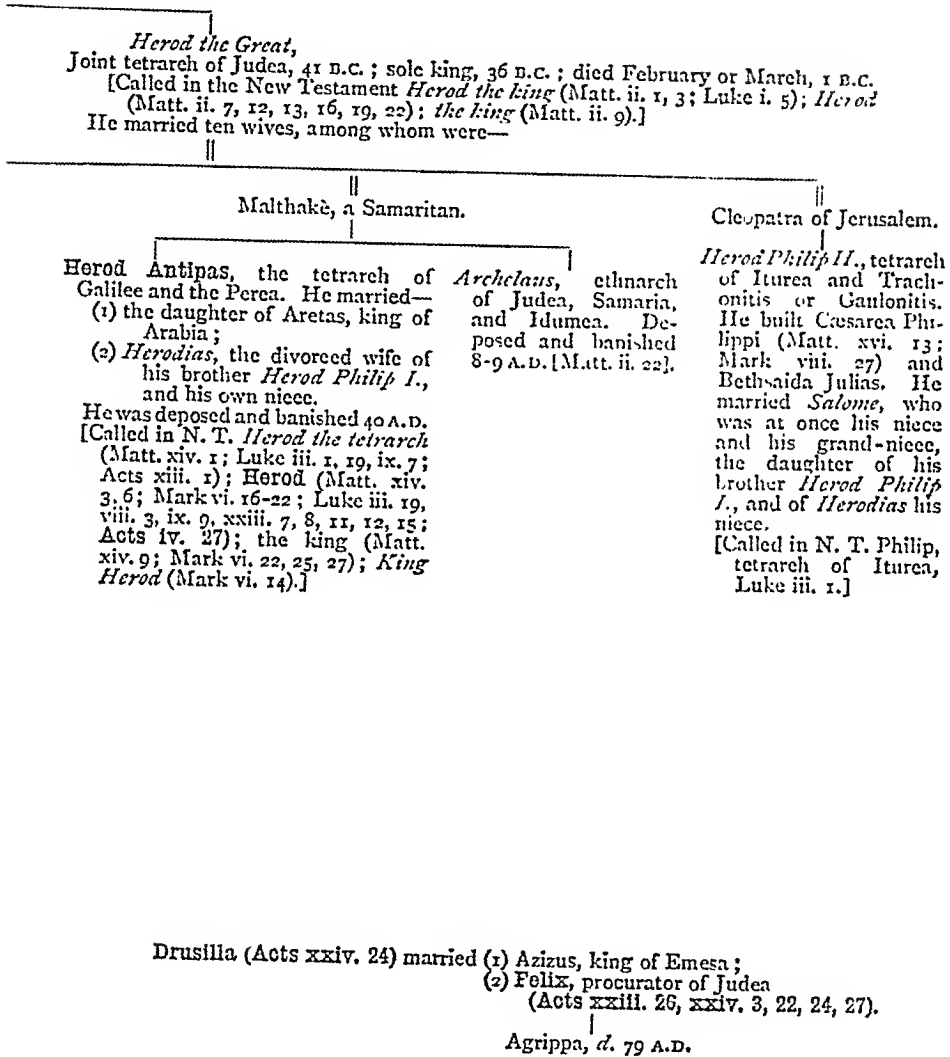 Herod the Great,
Joint tetrarch of Judea, 41 B.C. ; sole king, 36 B.C. ; died February or March, 1 B.C.
[Called in the New Testament Herod the king (Matt. ii. 1, 3; Luke i. 5); Herod
(Matt. ii. 7, 12, 13, 16, 19, 22); the king (Matt. ii. 9).]
He married ten wives, among whom were—
Malthakè, a Samaritan.
Cleopatra of Jerusalem.
Herod Antipas, the tetrarch of
Galilee and the Perea. He married—
(1) the daughter of Aretas, king of
Arabia ;
(2) Herodias, the divorced wife of
his brother Herod Philip I.,
and his own niece.
He was deposed and banished 40 A.D.
[Called in N. T. Herod the tetrarch
(Matt. xiv. 1 ; Luke iii. 1, 19, ix. 7 ;
Acts xiii. 1) ; Herod (Matt. xiv.
3, 6; Mark vi. 16-22 ; Luke iii. 19,
viii. 3, ix. 9, xxiii. 7, 8, 11, 12, 15 ;
Acts iv. 27) ; the king (Matt.
xiv. 9; Mark vi. 22, 25, 27) ; King
Herod (Mark vi. 14).]
Archelaus, ethnarch
of Judea, Samaria,
and Idumea. De-
posed and banished
8-9 A.D. [Matt. ii. 22].
Herod Philip II., tetrarch
of Iturea and Trach-
onitis or Gaulonitis.
He built Cæsarea Phi-
lippi (Matt. xvi. 13 ;
Mark viii. 27) and
Bethsaida Julias. He
married Salome, who
was at once his niece
and his grand-niece,
the daughter of his
brother Herod Philip
I., and of Herodias his
niece.
[Called in N. T. Philip,
tetrarch of Iturea,
Luke iii. 1.]
Drusilla (Acts xxiv. 24) married (1) Azizus, king of Emesa ;
(2) Felix, procurator of Judea
(Acts xxiii. 26, xxiv. 3, 22, 24, 27).
Agrippa, d. 79 A.D.